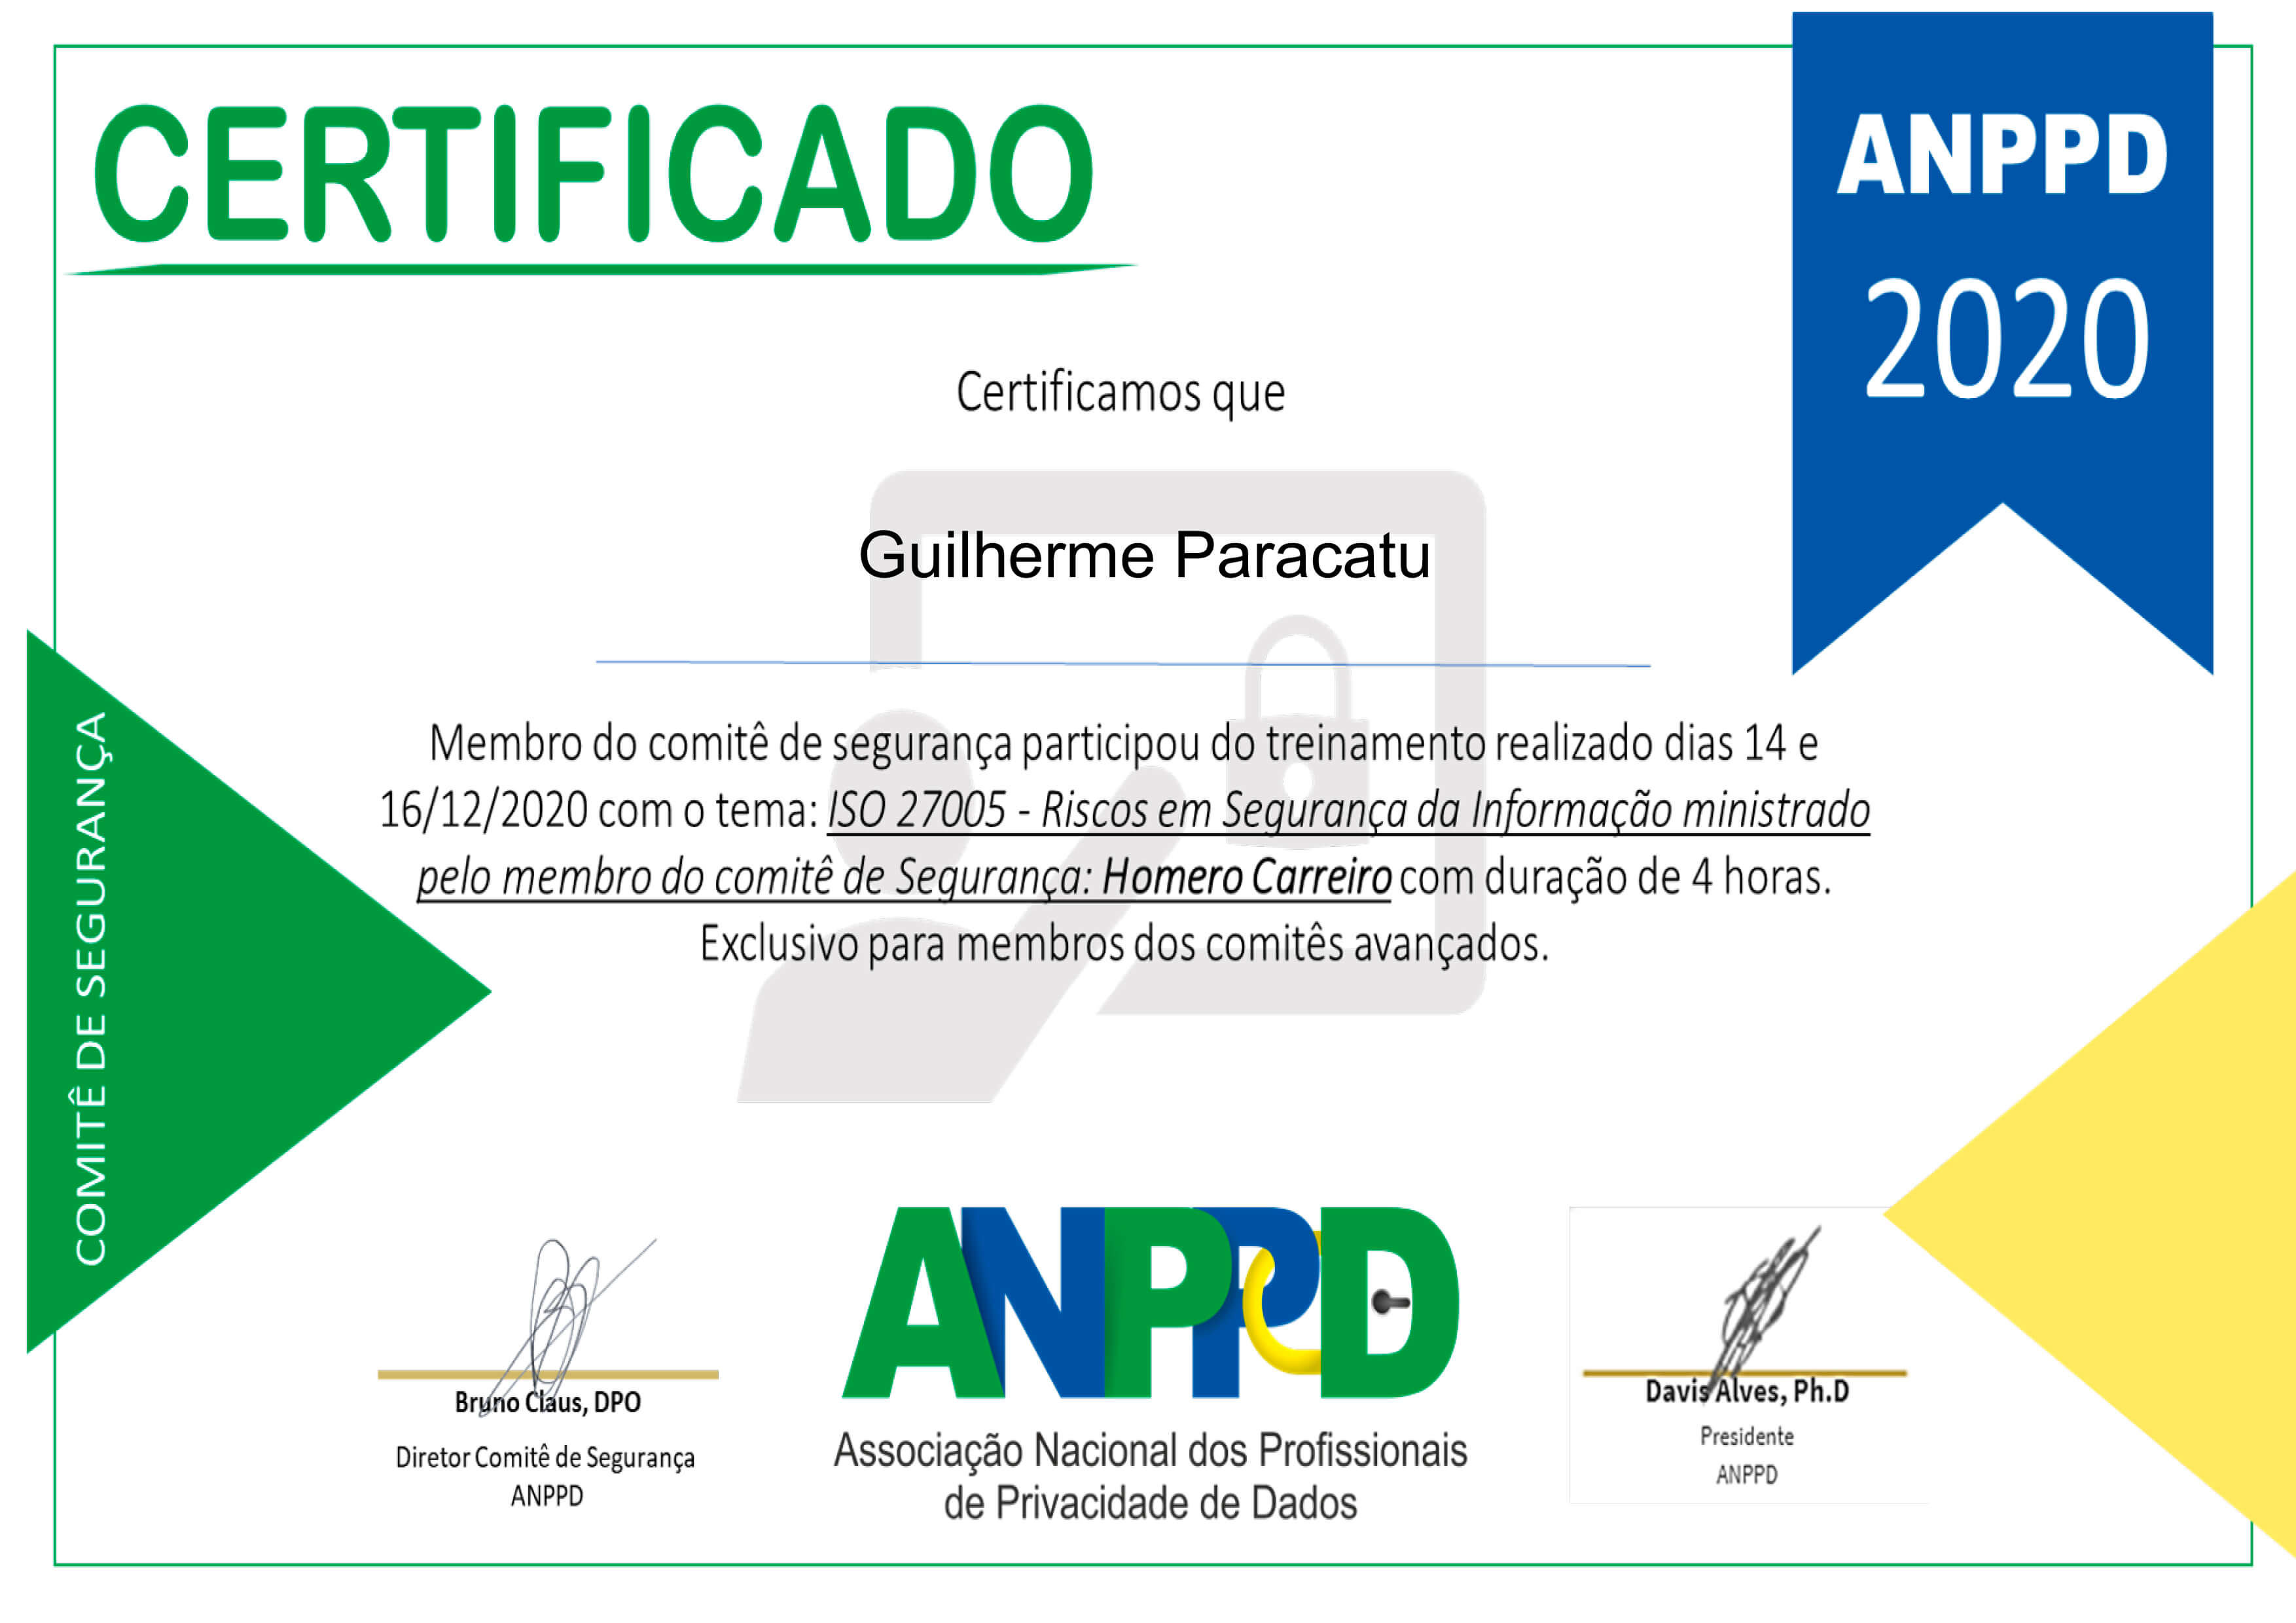 CERTIFICADO
ANPPD
2020
Certificamos que
Guilherme Paracatu
Membro do comitê de segurança participou do treinamento realizado dias 14 e
16/12/2020 com o tema: ISO 27005 - Riscos em Segurança da Informação ministrado
pelo membro do comitê de Segurança: Homero Carreiro com duração de 4 horas.
Exclusivo para membros dos comitês avançados.
COMITÊ DE SEGURANÇA
Bruno Claus, DPO
Diretor Comitê de Segurança
ANPPD
ANPPD
Associação Nacional dos Profissionais
de Privacidade de Dados
Davis Alves, Ph.D
Presidente
ANPPD